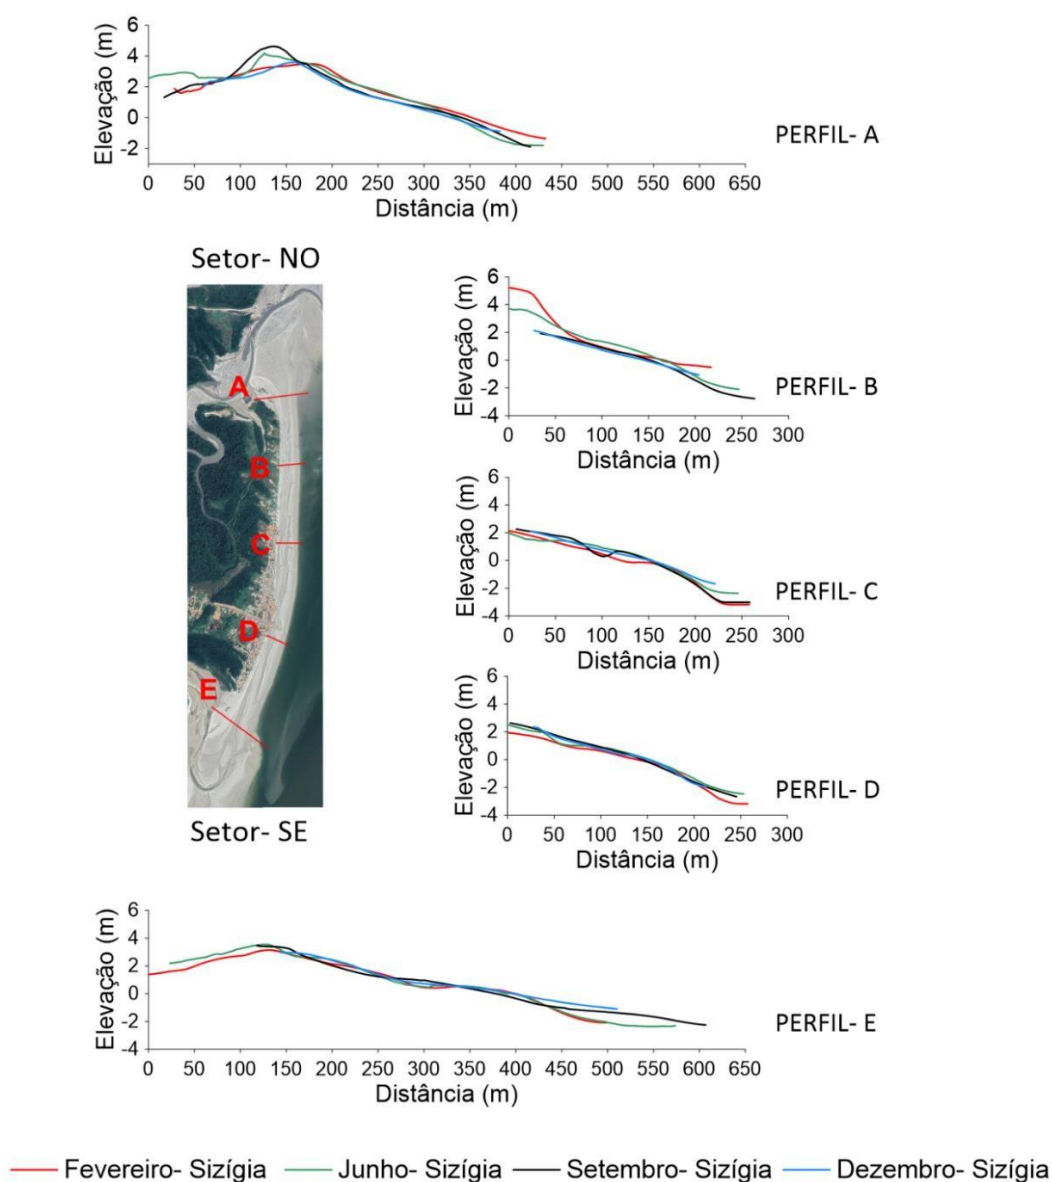 6
4
2
0
-2
Elevação (m)
0 50 100 150 200 250 300 350 400 450 500 550 600 650
Distância (m)
PERFIL- A
Setor- NO
A
B
C
D
E
Setor- SE
6
4
2
0
-2
-4
Elevação (m)
0 50 100 150 200 250 300
Distância (m)
PERFIL- B
6
4
2
0
-2
-4
Elevação (m)
0 50 100 150 200 250 300
Distância (m)
PERFIL- C
6
4
2
0
-2
-4
Elevação (m)
0 50 100 150 200 250 300
Distância (m)
PERFIL- D
6
4
2
0
-2
-4
Elevação (m)
0 50 100 150 200 250 300 350 400 450 500 550 600 650
Distância (m)
PERFIL- E
Fevereiro- Sizígia Junho- Sizígia Setembro- Sizígia Dezembro- Sizígia